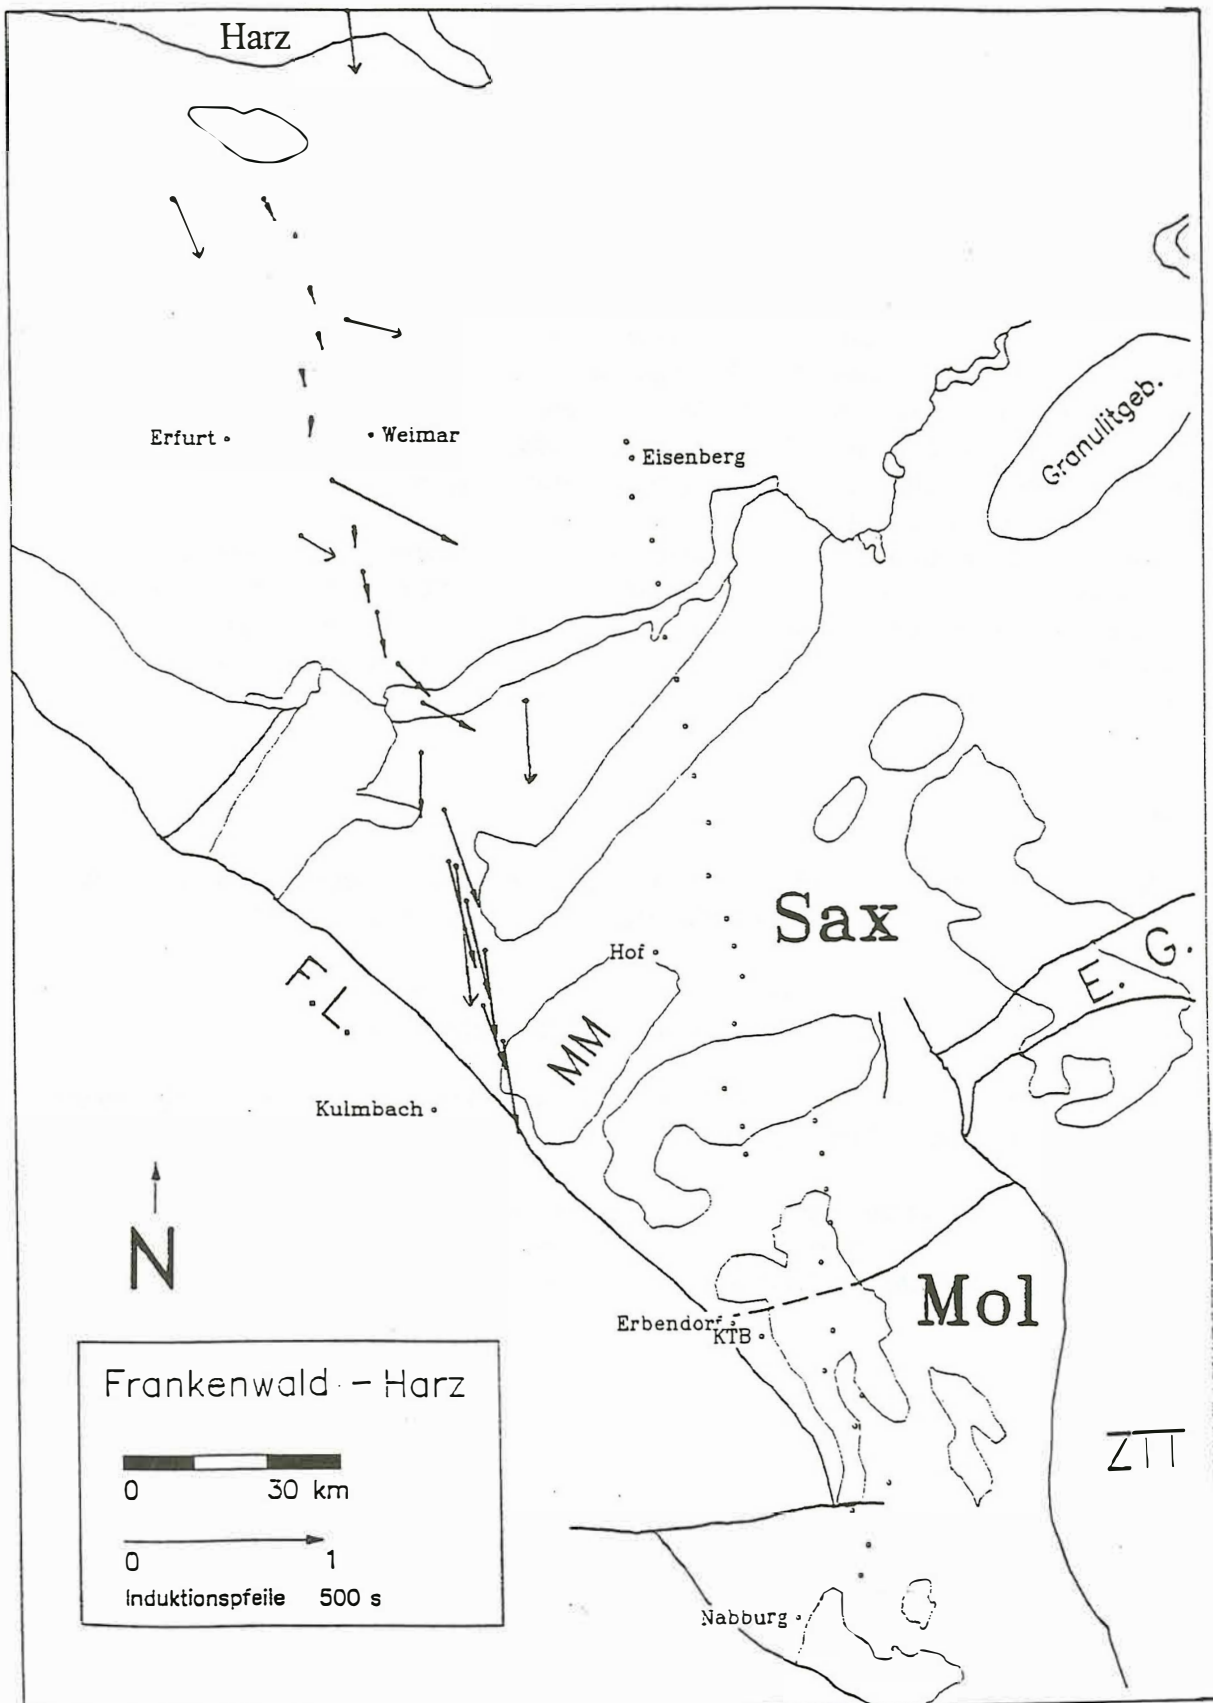 Harz
Granulitgeb.
Erfurt
Weimar
Eisenberg
Sax
Hof
E. G.
F.L.
MM
Kulmbach
N
Mol
Erbendorf
KTB
Frankenwald - Harz
0 30 km
0 1
Induktionspfeile 500 s
ZTT
Nabburg